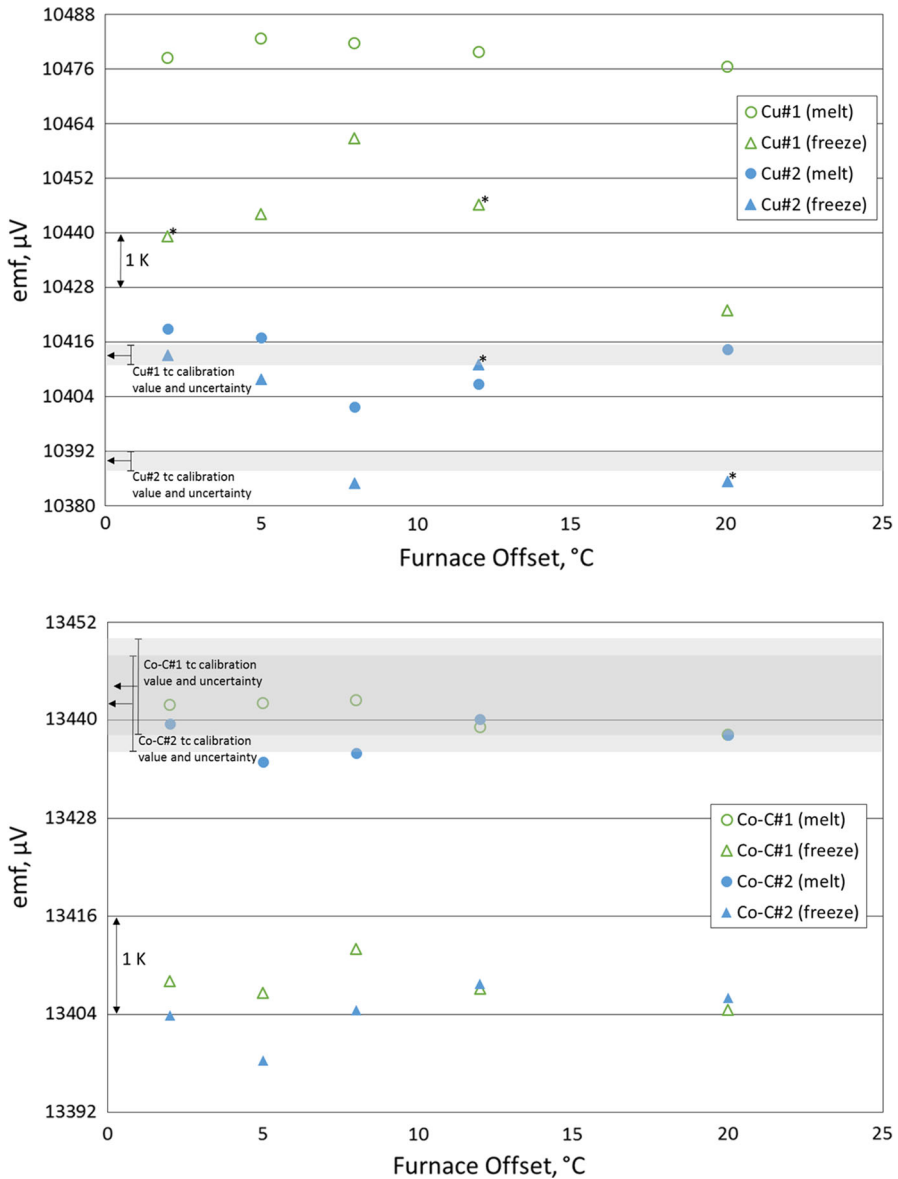 10488
10476
10464
10452
10440
10428
10416
10404
10392
10380
emf, µV
Cu#1 (melt)
Cu#1 (freeze)
Cu#2 (melt)
Cu#2 (freeze)
*
*
1 K
*
Cu#1 tc calibration
value and uncertainty
Cu#2 tc calibration
value and uncertainty
*
0 5 10 15 20 25
Furnace Offset, °C
13452
13440
13428
13416
13404
13392
emf, µV
Co-C#1 tc calibration
value and uncertainty
Co-C#2 tc calibration
value and uncertainty
Co-C#1 (melt)
Co-C#1 (freeze)
Co-C#2 (melt)
Co-C#2 (freeze)
1 K
0 5 10 15 20 25
Furnace Offset, °C